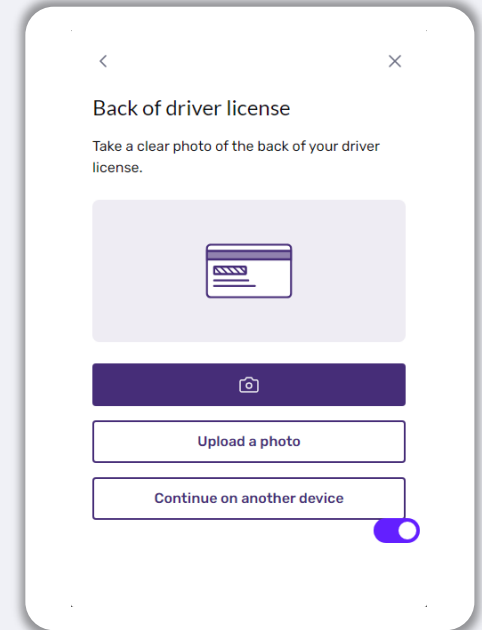 Back of driver license
Take a clear photo of the back of your driver
license.
Upload a photo
Continue on another device